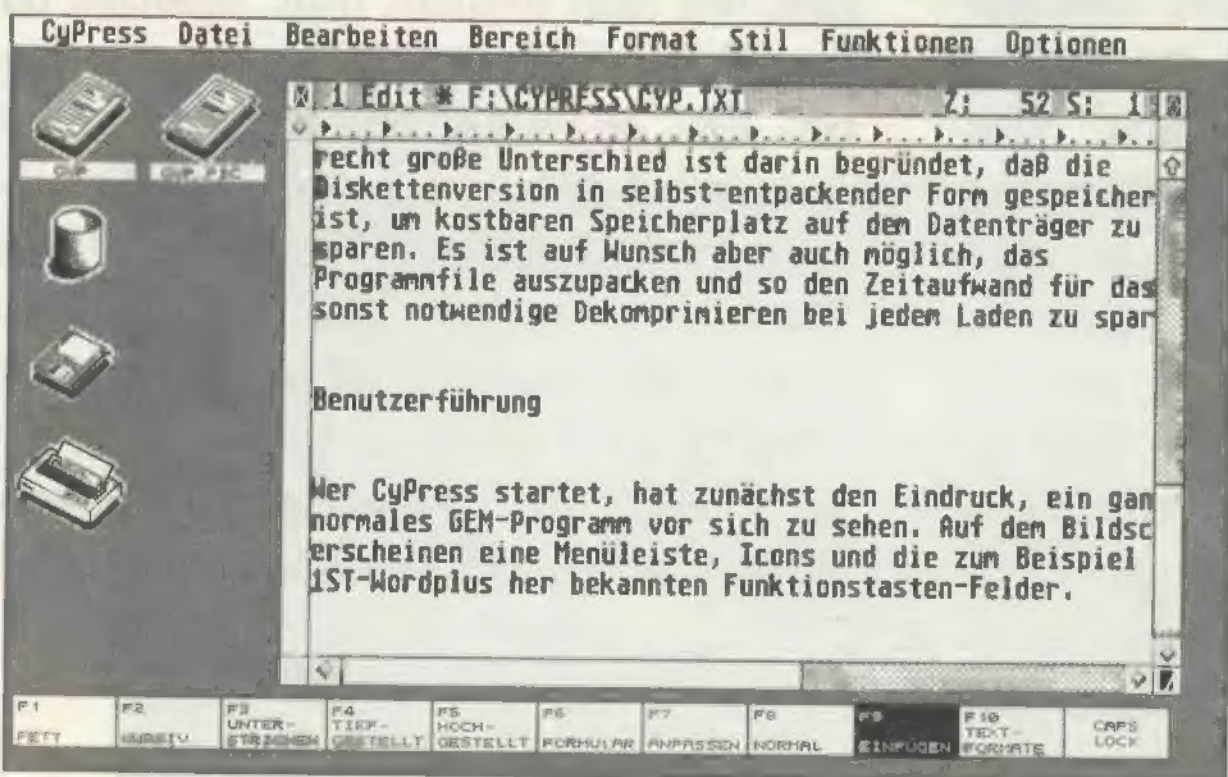 CyPress Datei Bearbeiten Bereich Format Stil Funktionen Optionen
1 Edit * F:\CYPRESS\CYP.TXT Z: 52 S: 1
CYP
CYP PIC
recht große Unterschied ist darin begründet, daß die
Diskettenversion in selbst-entpackender Form gespeicher
ist, um kostbaren Speicherplatz auf dem Datenträger zu
sparen. Es ist auf Wunsch aber auch möglich, das
Programmfile auszupacken und so den Zeitaufwand für das
sonst notwendige Dekomprimieren bei jedem Laden zu spar
Benutzerführung
Wer CyPress startet, hat zunächst den Eindruck, ein gan
normales GEM-Programm vor sich zu sehen. Auf dem Bildsc
erscheinen eine Menüleiste, Icons und die zum Beispiel
1ST-Wordplus her bekannten Funktionstasten-Felder.
F1 FETT
F2 KURSIV
F3 UNTER-
STRICHEN
F4 TIEF-
GESTELLT
F5 HOCH-
GESTELLT
F6 FORMULAR
F7 ANPASSEN
F8 NORMAL
F9 EINFÜGEN
F10 TEXT-
FORMATE
CAPS
LOCK